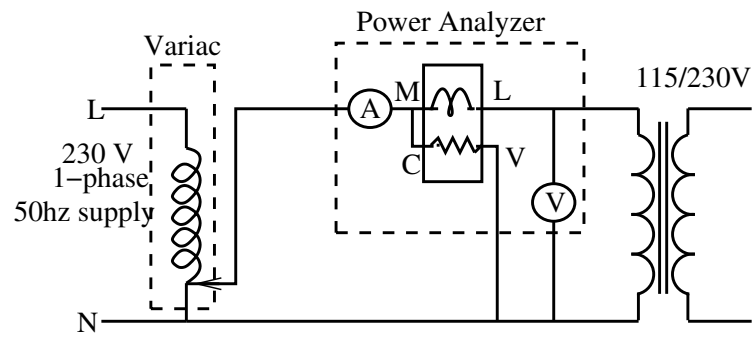 Power Analyzer
Variac
115/230V
L
A
M
L
230 V
1-phase
50hz supply
C
V
V
N